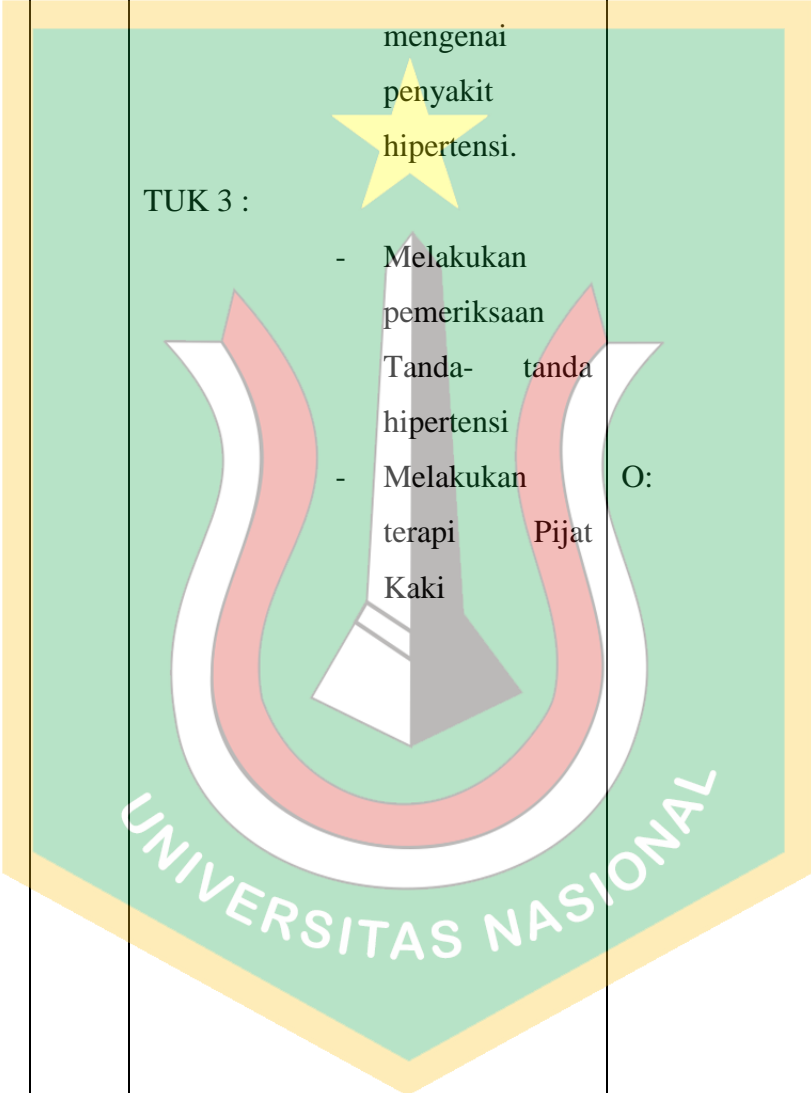 mengenai
penyakit
hipertensi.
TUK 3 :
- Melakukan
pemeriksaan
Tanda- tanda
hipertensi
- Melakukan O:
terapi Pijat
Kaki
UNIVERSITAS NASIONAL